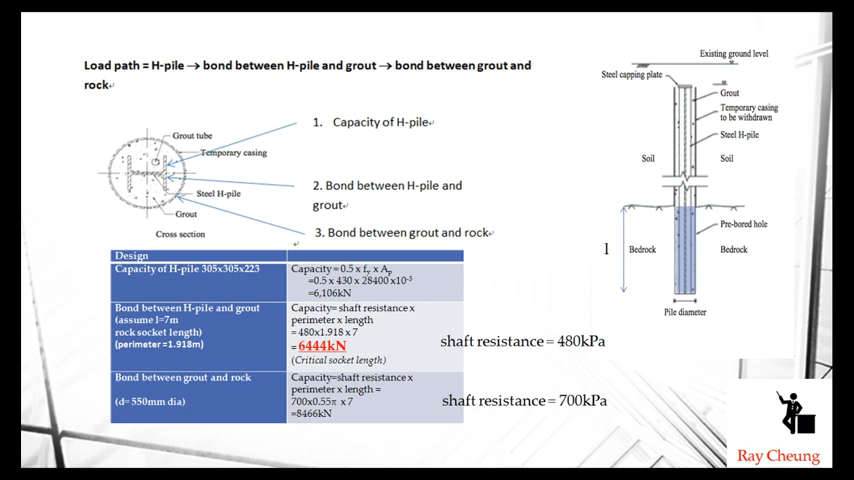 Load path = H-pile → bond between H-pile and grout → bond between grout and
rock
Grout tube
Temporary casing
Steel H-pile
Grout
Cross section
1. Capacity of H-pile
2. Bond between H-pile and
grout
3. Bond between grout and rock
Existing ground level
Steel capping plate
Grout
Temporary casing
to be withdrawn
Steel H-pile
Soil
Soil
Pre-bored hole
l
Bedrock
Bedrock
Pile diameter
Design
Capacity of H-pile 305x305x223
Capacity = 0.5 x fy x Ap
=0.5 x 430 x 28400 x10-3
=6,106kN
Bond between H-pile and grout
(assume l=7m
rock socket length)
(perimeter =1.918m)
Capacity= shaft resistance x
perimeter x length
= 480x1.918 x 7
= 6444kN
(Critical socket length)
shaft resistance = 480kPa
Bond between grout and rock
(d= 550mm dia)
Capacity=shaft resistance x
perimeter x length =
700x0.55π x 7
=8466kN
shaft resistance = 700kPa
Ray Cheung